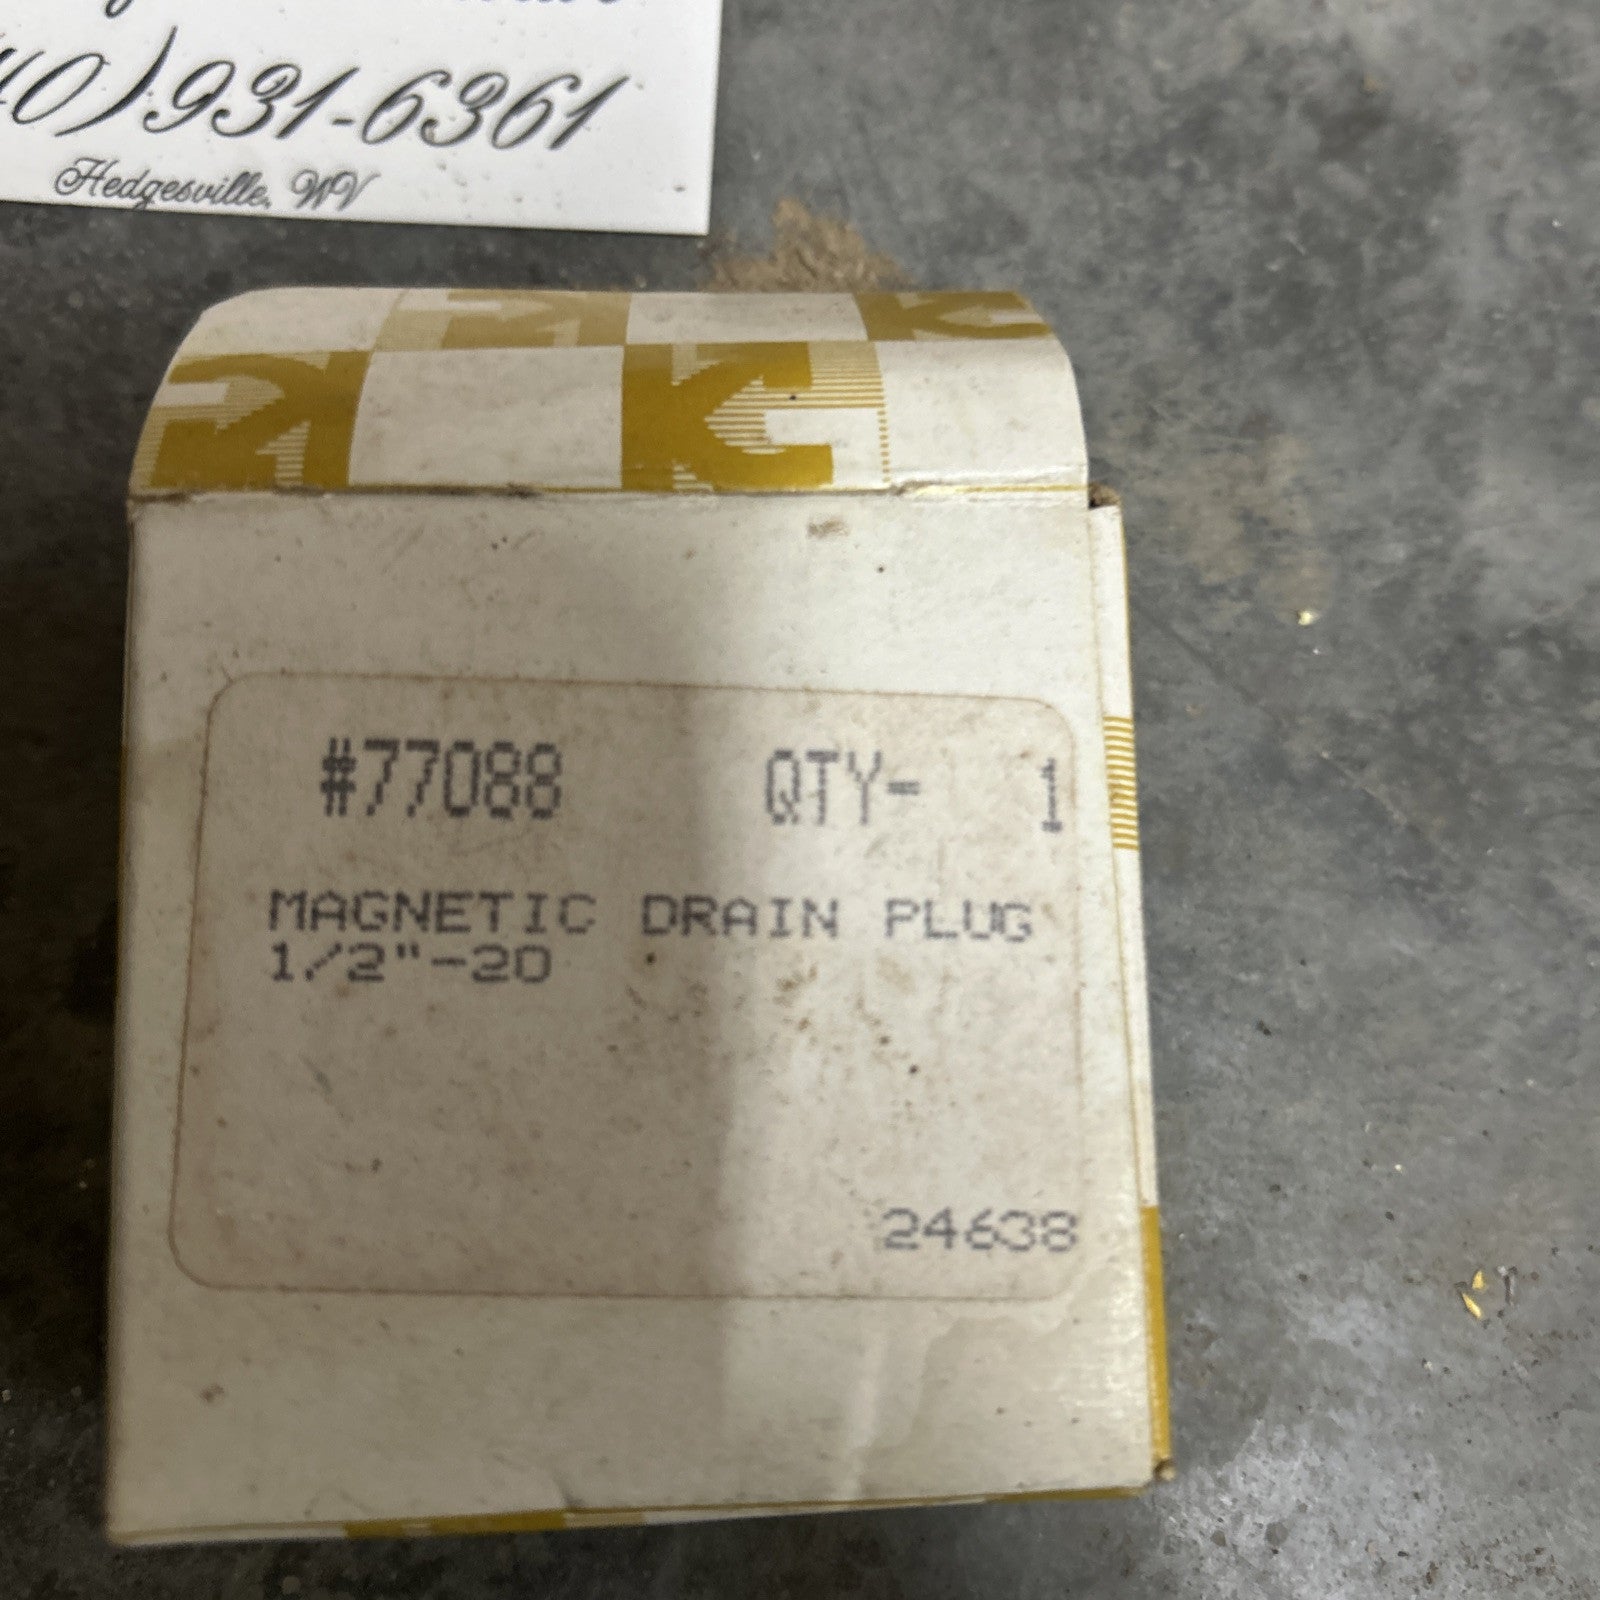 40) 931-6361
Hedgesville, WV
#77088 QTY- 1
MAGNETIC DRAIN PLUG
1/2"-20
24638